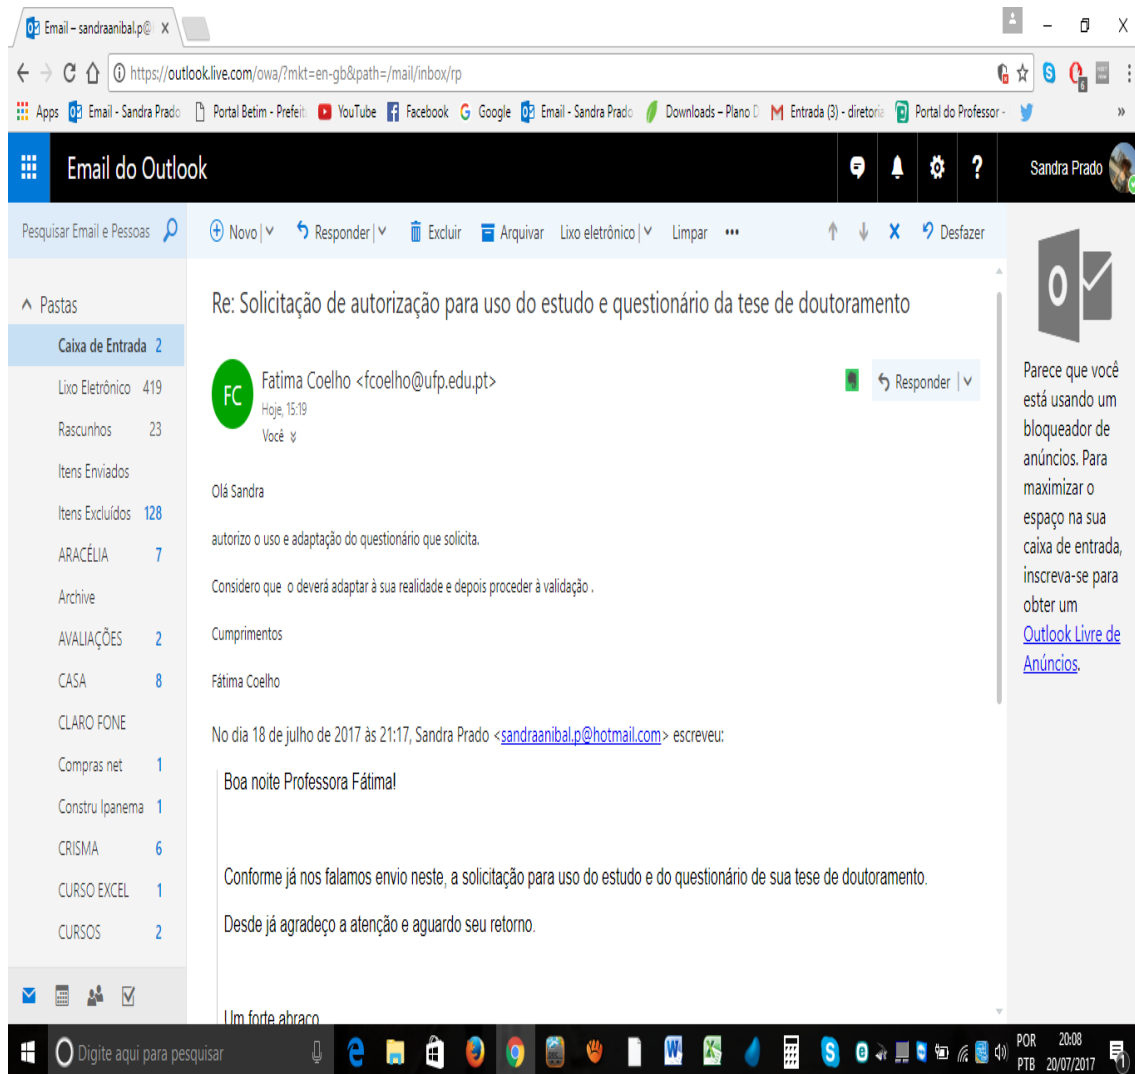 Email – sandraanibal.p@
https://outlook.live.com/owa/?mkt=en-gb&path=/mail/inbox/rp
Apps Email - Sandra Prado Portal Betim - Prefeit YouTube Facebook Google Email - Sandra Prado Downloads – Plano D Entrada (3) - diretoria Portal do Professor - »
Email do Outlook ? Sandra Prado
Pesquisar Email e Pessoas Novo | Responder | Excluir Arquivar Lixo eletrônico | Limpar ••• Desfazer
Pastas
Caixa de Entrada 2
Lixo Eletrônico 419
Rascunhos 23
Itens Enviados
Itens Excluídos 128
ARACÉLIA 7
Archive
AVALIAÇÕES 2
CASA 8
CLARO FONE
Compras net 1
Constru Ipanema 1
CRISMA 6
CURSO EXCEL 1
CURSOS 2
Re: Solicitação de autorização para uso do estudo e questionário da tese de doutoramento
FC
Fatima Coelho <fcoelho@ufp.edu.pt>
Hoje, 15:19
Você
Responder |
Olá Sandra
autorizo o uso e adaptação do questionário que solicita.
Considero que o deverá adaptar à sua realidade e depois proceder à validação .
Cumprimentos
Fátima Coelho
No dia 18 de julho de 2017 às 21:17, Sandra Prado <sandraanibal.p@hotmail.com> escreveu:
Boa noite Professora Fátima!
Conforme já nos falamos envio neste, a solicitação para uso do estudo e do questionário de sua tese de doutoramento.
Desde já agradeço a atenção e aguardo seu retorno.
Um forte abraço
Parece que você
está usando um
bloqueador de
anúncios. Para
maximizar o
espaço na sua
caixa de entrada,
inscreva-se para
obter um
Outlook Livre de
Anúncios.
Digite aqui para pesquisar
POR 20:08
PTB 20/07/2017